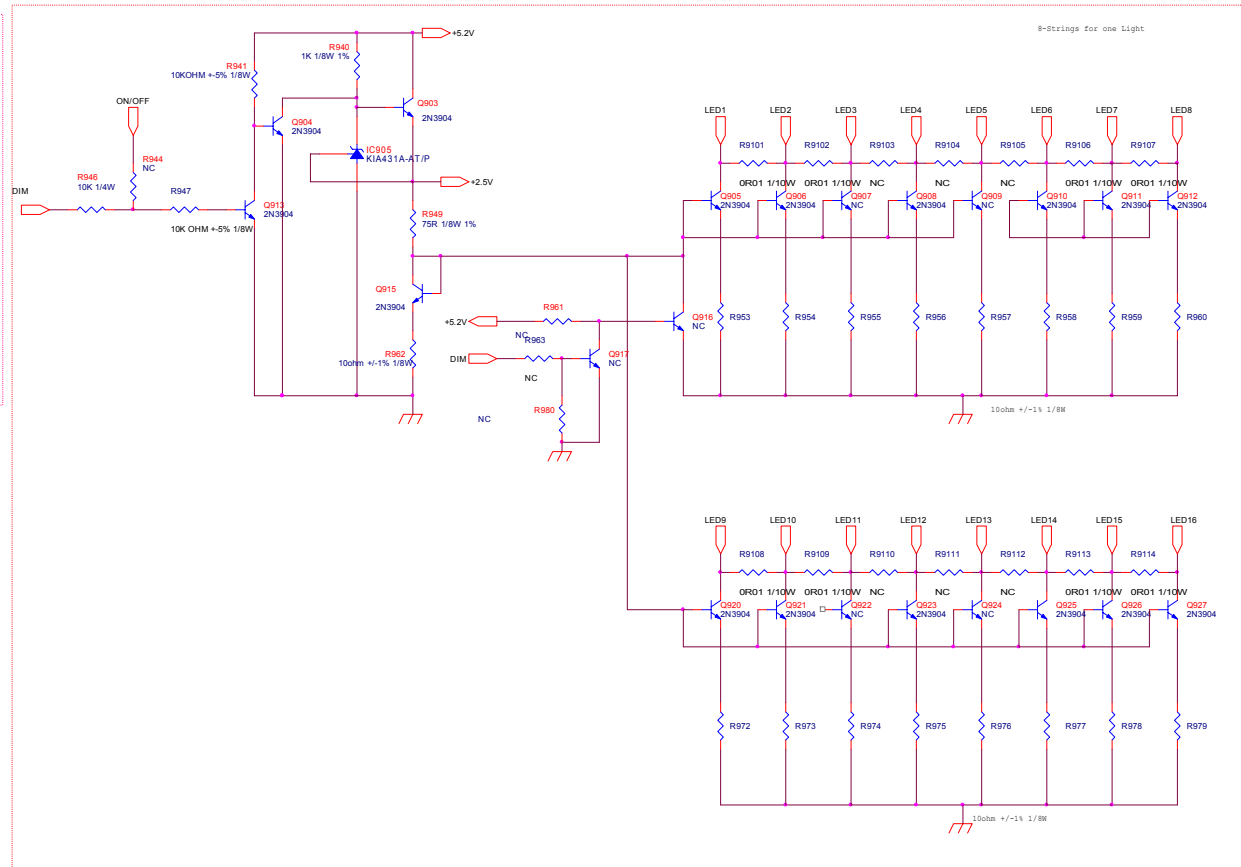 8-Strings for one Light
+5.2V
R940
1K 1/8W 1%
R941
10KOHM +-5% 1/8W
ON/OFF
Q903
2N3904
Q904
2N3904
IC905
KIA431A-AT/P
R944
NC
R946
10K 1/4W
DIM
R947
Q913
2N3904
10K OHM +-5% 1/8W
+2.5V
R949
75R 1/8W 1%
Q915
2N3904
R962
10ohm +/-1% 1/8W
+5.2V
R961
NC
R963
DIM
NC
Q917
NC
R980
NC
Q916
NC
LED1 LED2 LED3 LED4 LED5 LED6 LED7 LED8
R9101 R9102 R9103 R9104 R9105 R9106 R9107
0R01 1/10W 0R01 1/10W NC NC NC 0R01 1/10W 0R01 1/10W
Q905 Q906 Q907 Q908 Q909 Q910 Q911 Q912
2N3904 2N3904 NC 2N3904 NC 2N3904 2N3904 2N3904
R953 R954 R955 R956 R957 R958 R959 R960
10ohm +/-1% 1/8W
LED9 LED10 LED11 LED12 LED13 LED14 LED15 LED16
R9108 R9109 R9110 R9111 R9112 R9113 R9114
0R01 1/10W 0R01 1/10W NC NC NC 0R01 1/10W 0R01 1/10W
Q920 Q921 Q922 Q923 Q924 Q925 Q926 Q927
2N3904 2N3904 NC 2N3904 NC 2N3904 2N3904 2N3904
R972 R973 R974 R975 R976 R977 R978 R979
10ohm +/-1% 1/8W